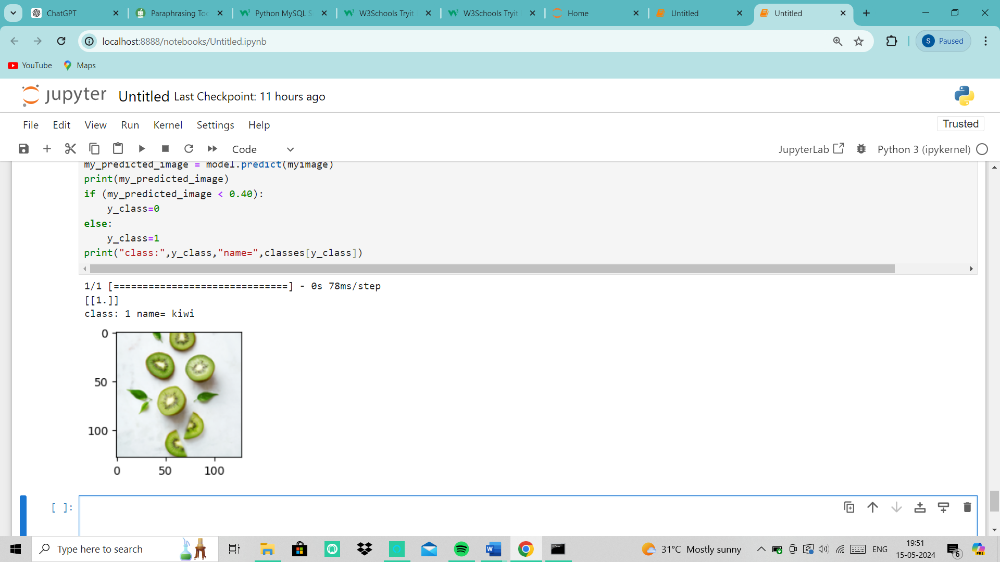 ChatGPT
Paraphrasing Too
Python MySQL S
W3Schools Tryit
W3Schools Tryit
Home
Untitled
Untitled
localhost:8888/notebooks/Untitled.ipynb
S Paused
YouTube Maps
jupyter Untitled Last Checkpoint: 11 hours ago
File Edit View Run Kernel Settings Help
Trusted
Code
JupyterLab
Python 3 (ipykernel)
my_predicted_image = model.predict(myimage)
print(my_predicted_image)
if (my_predicted_image < 0.40):
    y_class=0
else:
    y_class=1
print("class:",y_class,"name=",classes[y_class])
1/1 [==============================] - 0s 78ms/step
[[1.]]
class: 1 name= kiwi
0
50
100
0 50 100
[ ]:
Type here to search
31°C Mostly sunny
ENG
19:51
15-05-2024
6
PRE